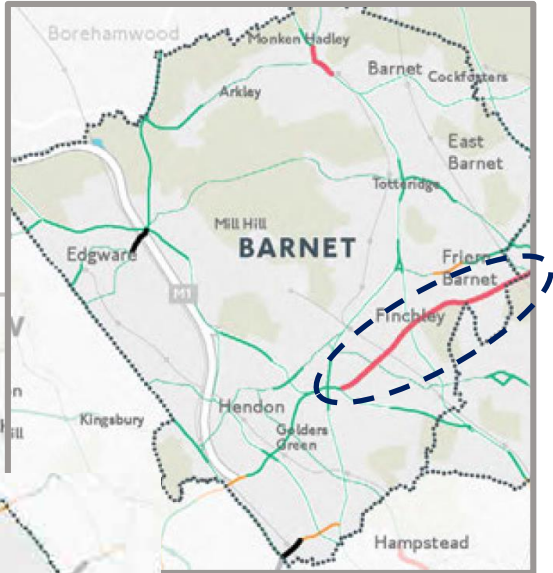 Borehamwood
Monken Hadley
Barnet
Cockfosters
Arkley
East
Barnet
Totteridge
Mill Hill
BARNET
Edgware
Friern
Barnet
M1
Finchley
Hendon
Kingsbury
Golders
Green
Hampstead